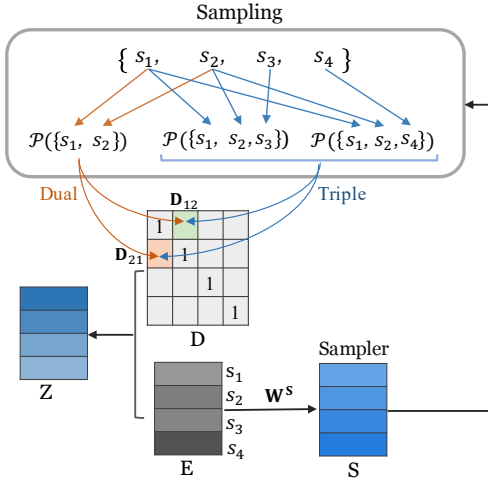 Sampling
{ s₁, s₂, s₃, s₄ }
𝒫({s₁, s₂}) 𝒫({s₁, s₂,s₃}) 𝒫({s₁, s₂,s₄})
Dual Triple
D₁₂
1
D₂₁ 1
1
1
D
Z
Sampler
s₁
s₂ Wˢ
s₃
s₄
E S